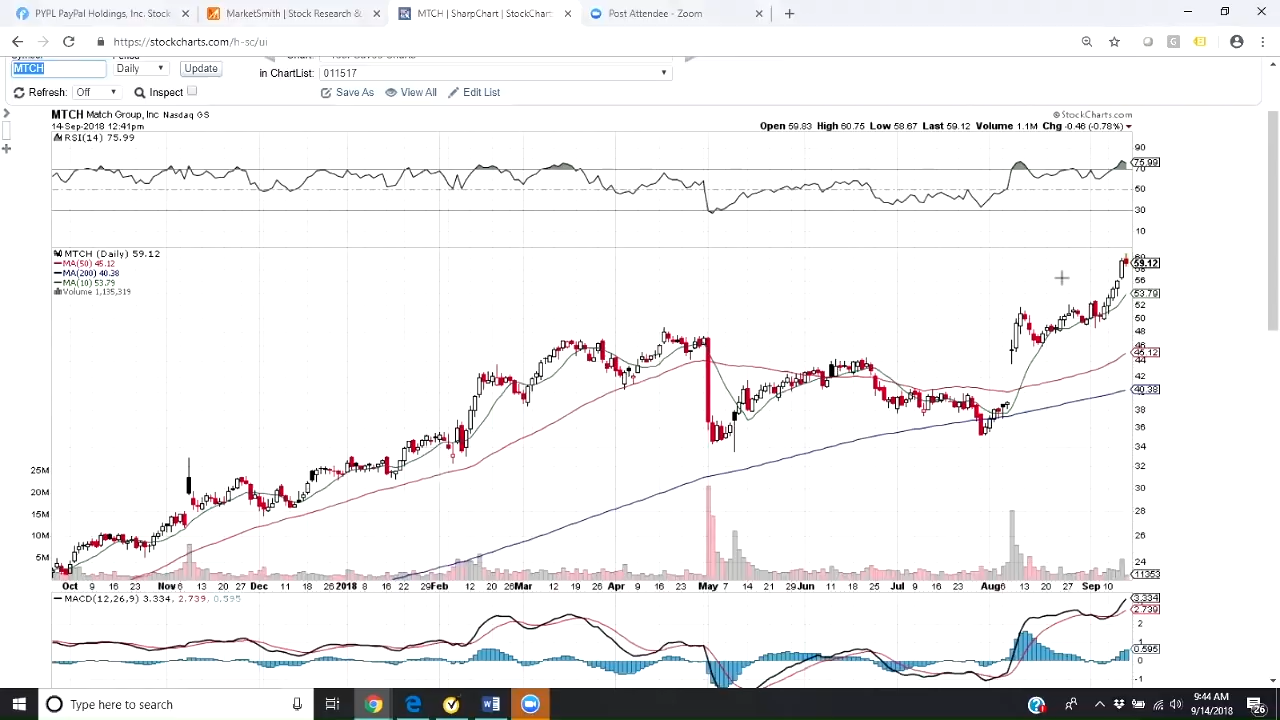 PYPL PayPal Holdings, Inc. Stock
MarketSmith | Stock Research &
MTCH | SharpChart | StockChart
Post Attendee - Zoom
https://stockcharts.com/h-sc/ui
MTCH
Daily
Update
in ChartList:
011517
Refresh:
Off
Inspect
Save As
View All
Edit List
MTCH Match Group, Inc Nasdaq GS
© StockCharts.com
14-Sep-2018 12:41pm
Open 59.83 High 60.75 Low 58.67 Last 59.12 Volume 1.1M Chg -0.46 (-0.78%)
RSI(14) 75.99
90
75.99
70
50
30
10
MTCH (Daily) 59.12
MA(50) 45.12
MA(200) 40.38
MA(10) 53.79
Volume 1,135,319
60
59.12
58
56
53.79
52
50
48
46
45.12
44
42
40.38
38
36
34
32
30
28
26
24
25M
20M
15M
10M
5M
11353
Oct 9 16 23 Nov 6 13 20 27 Dec 11 18 2018 8 16 22 29 Feb 12 20 26 Mar 12 19 26 Apr 9 16 23 May 7 14 21 29 Jun 11 18 25 Jul 9 16 23 Aug 6 13 20 27 Sep 10
MACD(12,26,9) 3.334, 2.739, 0.595
3.334
2.739
2
1
0.595
0
-1
Type here to search
9:44 AM
9/14/2018